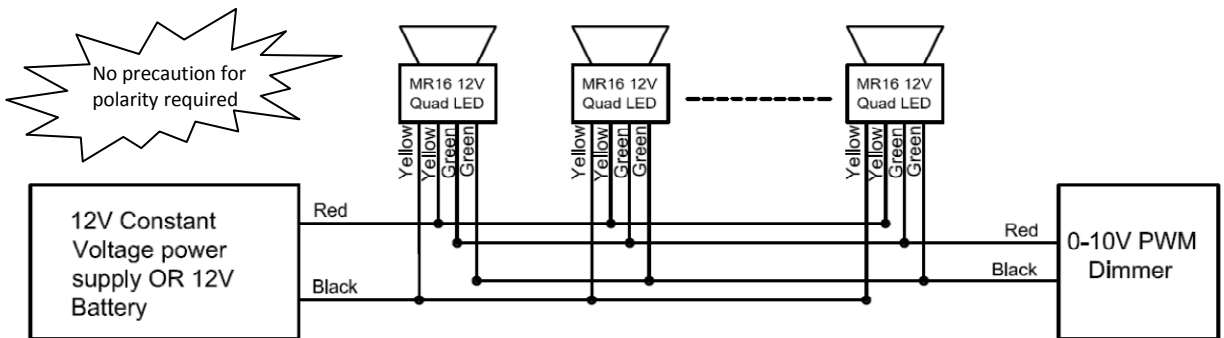 No precaution for
polarity required
MR16 12V
Quad LED
MR16 12V
Quad LED
MR16 12V
Quad LED
Yellow
Yellow
Green
Green
Yellow
Yellow
Green
Green
Yellow
Yellow
Green
Green
12V Constant
Voltage power
supply OR 12V
Battery
Red
Black
Red
Black
0-10V PWM
Dimmer